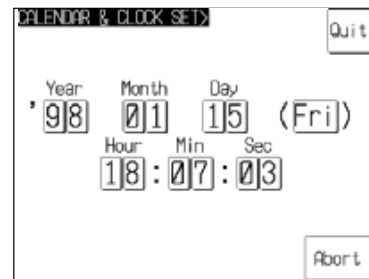 CALENDAR & CLOCK SET>
Quit
Year Month Day
'98 01 15 (Fri)
Hour Min Sec
18:07:03
Abort